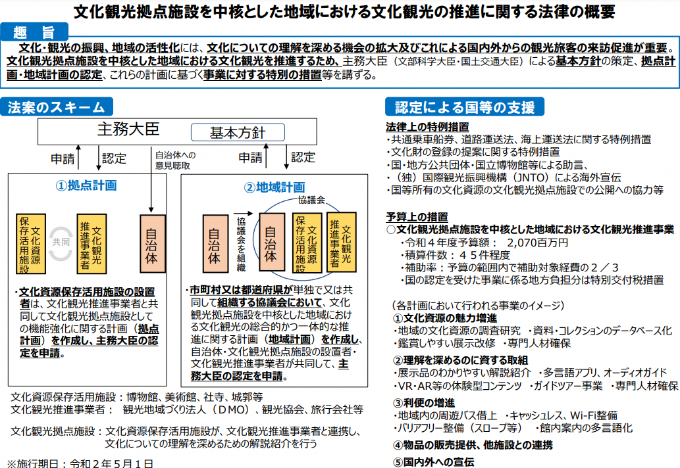 文化観光拠点施設を中核とした地域における文化観光の推進に関する法律の概要
趣 旨
文化・観光の振興、地域の活性化には、文化についての理解を深める機会の拡大及びこれによる国内外からの観光旅客の来訪促進が重要。
文化観光拠点施設を中核とした地域における文化観光を推進するため、主務大臣（文部科学大臣・国土交通大臣）による基本方針の策定、拠点計
画・地域計画の認定、これらの計画に基づく事業に対する特別の措置等を講ずる。
法案のスキーム
主務大臣
基本方針
申請
認定
自治体への
意見聴取
申請
認定
①拠点計画
文化資源
保存活用施設
共同
文化観光
推進事業者
自治体
・文化資源保存活用施設の設置
者は、文化観光推進事業者と共
同して文化観光拠点施設として
の機能強化に関する計画（拠点
計画）を作成し、主務大臣の認定
を申請。
②地域計画
協議会
自治体
協議会を組織
自治体
文化資源
保存活用施設
文化観光
推進事業者
・市町村又は都道府県が単独で又は共
同して組織する協議会において、文化
観光拠点施設を中核とした地域におけ
る文化観光の総合的かつ一体的な推
進に関する計画（地域計画）を作成し、
自治体・文化観光拠点施設の設置者・
文化観光推進事業者が共同して、主
務大臣の認定を申請。
文化資源保存活用施設：博物館、美術館、社寺、城郭等
文化観光推進事業者： 観光地域づくり法人（DMO）、観光協会、旅行会社等
文化観光拠点施設：文化資源保存活用施設が、文化観光推進事業者と連携し、
文化についての理解を深めるための解説紹介を行う
※施行期日：令和２年５月１日
認定による国等の支援
法律上の特例措置
・共通乗車船券、道路運送法、海上運送法に関する特例措置
・文化財の登録の提案に関する特例措置
・国・地方公共団体・国立博物館等による助言、
・（独）国際観光振興機構（JNTO）による海外宣伝
・国等所有の文化資源の文化観光拠点施設での公開への協力等
予算上の措置
○文化観光拠点施設を中核とした地域における文化観光推進事業
・令和４年度予算額： 2,070百万円
・積算件数：４５件程度
・補助率：予算の範囲内で補助対象経費の２／３
・国の認定を受けた事業に係る地方負担分は特別交付税措置
（各計画において行われる事業のイメージ）
①文化資源の魅力増進
・地域の文化資源の調査研究 ・資料・コレクションのデータベース化
・鑑賞しやすい展示改修 ・専門人材確保
②理解を深めるのに資する取組
・展示品のわかりやすい解説紹介 ・多言語アプリ、オーディオガイド
・VR・AR等の体験型コンテンツ ・ガイドツアー事業 ・専門人材確保
③利便の増進
・地域内の周遊バス借上 ・キャッシュレス、Wi-Fi整備
・バリアフリー整備（スロープ等） ・館内案内の多言語化
④物品の販売提供、他施設との連携
⑤国内外への宣伝